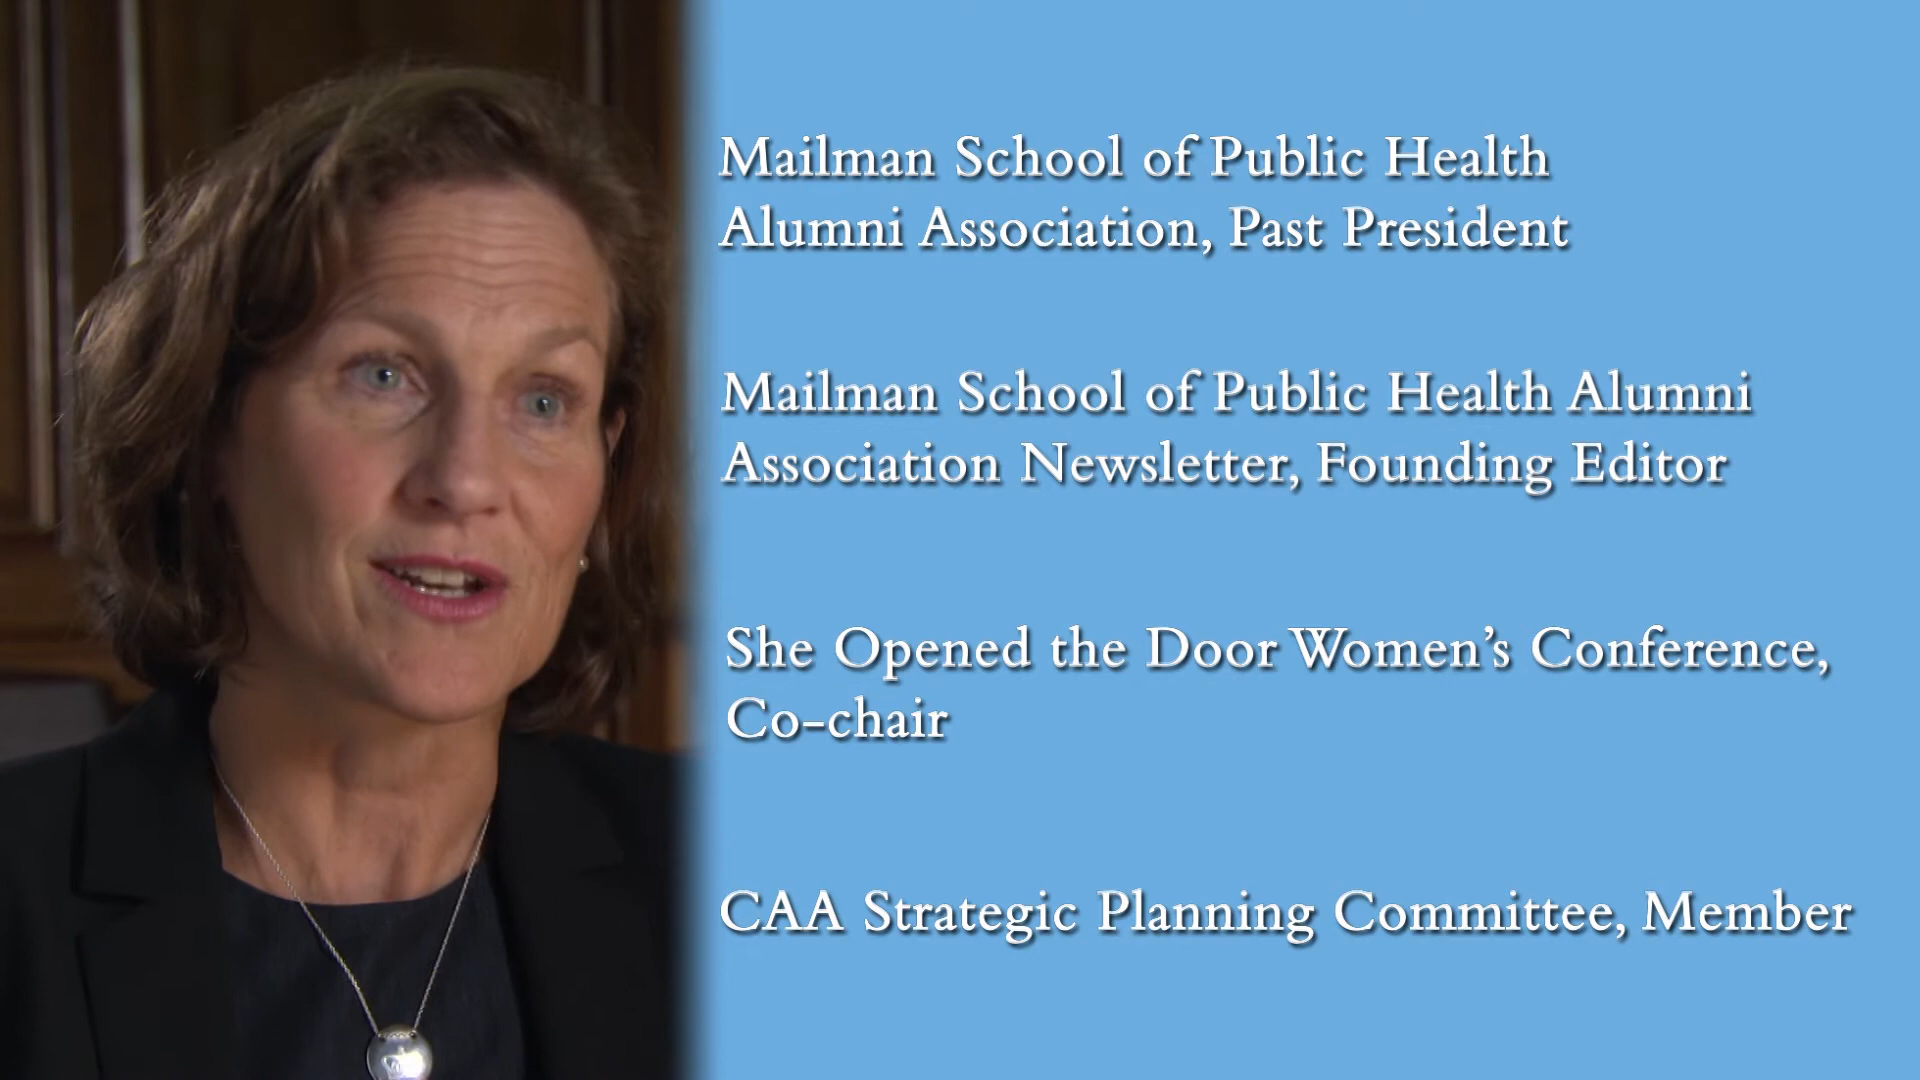 Mailman School of Public Health
Alumni Association, Past President
Mailman School of Public Health Alumni
Association Newsletter, Founding Editor
She Opened the Door Women’s Conference,
Co-chair
CAA Strategic Planning Committee, Member